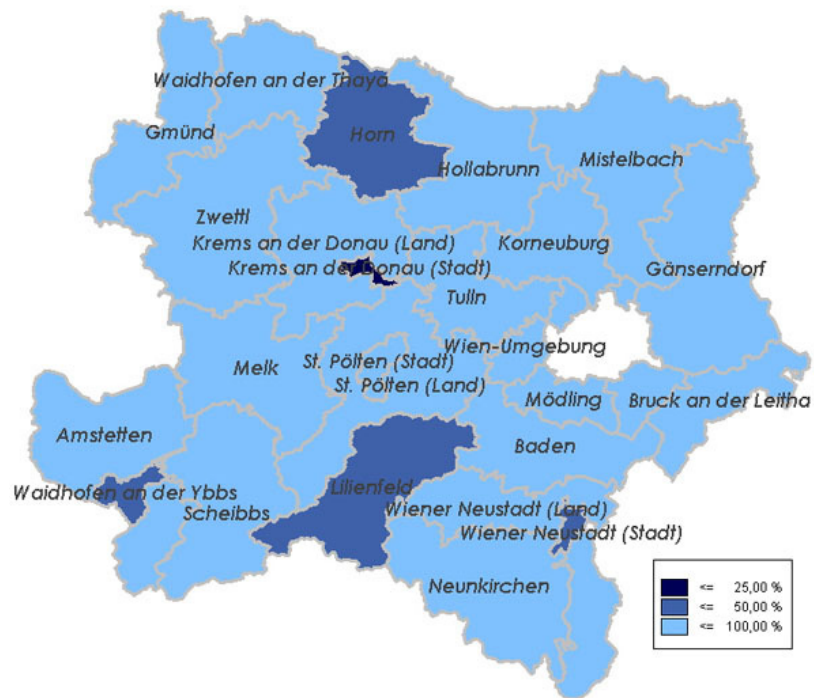 Waidhofen an der Thaya
Gmünd
Horn
Hollabrunn
Mistelbach
Zwettl
Krems an der Donau (Land)
Korneuburg
Krems an der Donau (Stadt)
Gänserndorf
Tulln
Wien-Umgebung
St. Pölten (Stadt)
Melk
St. Pölten (Land)
Mödling
Bruck an der Leitha
Amstetten
Baden
Waidhofen an der Ybbs
Lilienfeld
Scheibbs
Wiener Neustadt (Land)
Wiener Neustadt (Stadt)
Neunkirchen
<= 25,00 %
<= 50,00 %
<= 100,00 %